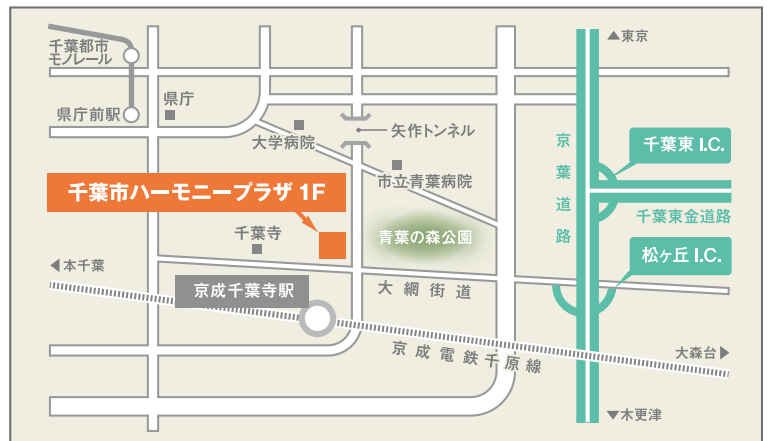 ▲東京
千葉都市
モノレール
県庁前駅
県庁
大学病院
矢作トンネル
市立青葉病院
京葉道路
千葉東 I.C.
千葉東金道路
千葉市ハーモニープラザ 1F
千葉寺
青葉の森公園
松ヶ丘 I.C.
◀本千葉
京成千葉寺駅
大網街道
京成電鉄千原線
大森台▶
▼木更津